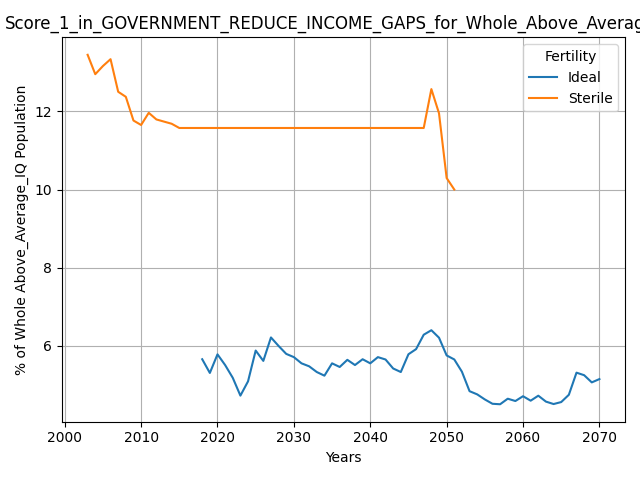 Score_1_in_GOVERNMENT_REDUCE_INCOME_GAPS_for_Whole_Above_Averag
Fertility
Ideal
Sterile
% of Whole Above_Average_IQ Population
12
10
8
6
2000 2010 2020 2030 2040 2050 2060 2070
Years